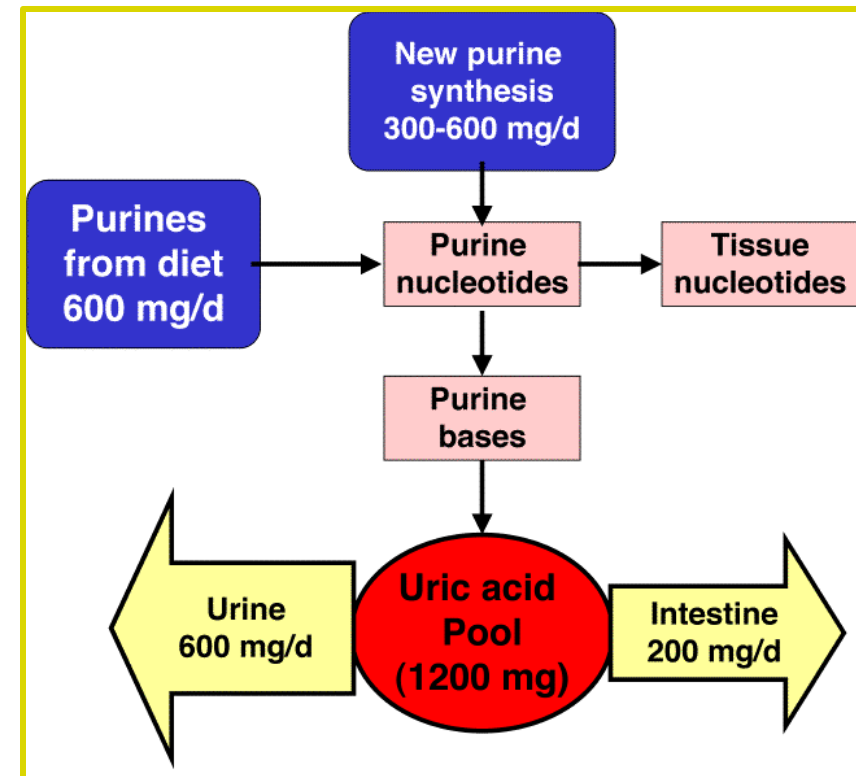 New purine
synthesis
300-600 mg/d
Purines
from diet
600 mg/d
Purine
nucleotides
Tissue
nucleotides
Purine
bases
Urine
600 mg/d
Uric acid
Pool
(1200 mg)
Intestine
200 mg/d